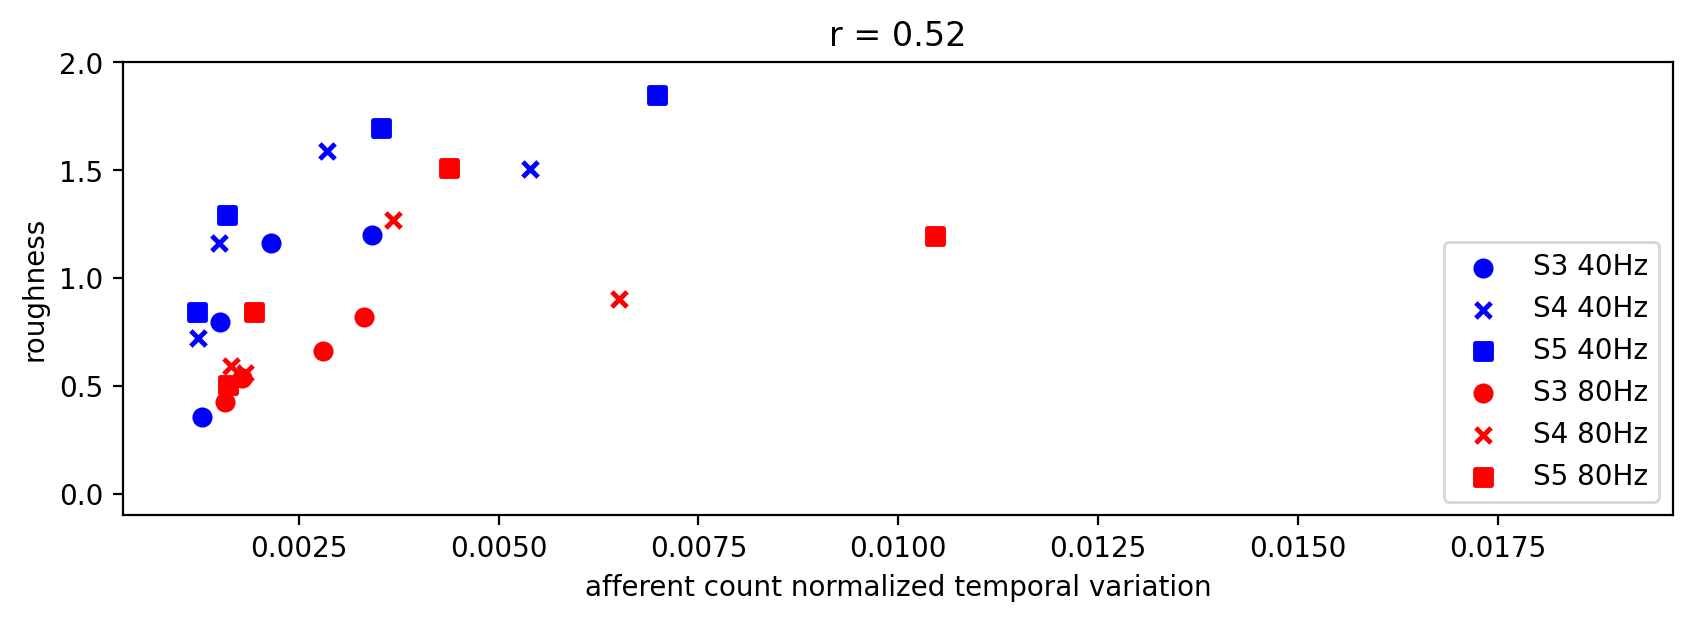 r = 0.52
2.0
1.5
1.0
0.5
0.0
roughness
0.0025 0.0050 0.0075 0.0100 0.0125 0.0150 0.0175
afferent count normalized temporal variation
S3 40Hz
S4 40Hz
S5 40Hz
S3 80Hz
S4 80Hz
S5 80Hz